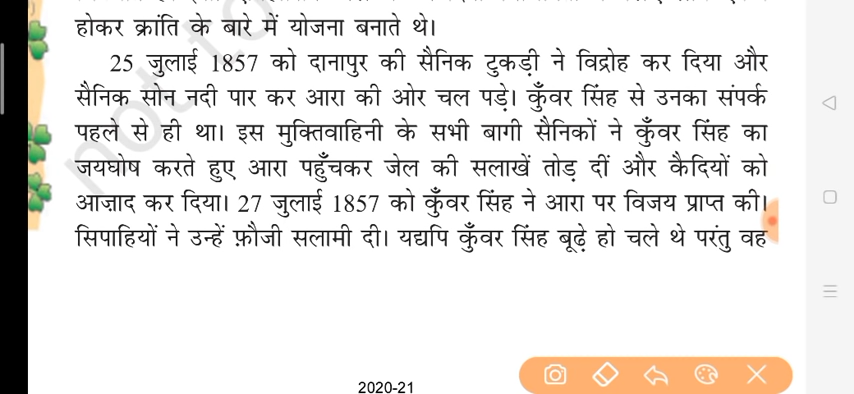 होकर क्रांति के बारे में योजना बनाते थे।
25 जुलाई 1857 को दानापुर की सैनिक टुकड़ी ने विद्रोह कर दिया और
सैनिक सोन नदी पार कर आरा की ओर चल पड़े। कुँवर सिंह से उनका संपर्क
पहले से ही था। इस मुक्तिवाहिनी के सभी बागी सैनिकों ने कुँवर सिंह का
जयघोष करते हुए आरा पहुँचकर जेल की सलाखें तोड़ दीं और कैदियों को
आज़ाद कर दिया। 27 जुलाई 1857 को कुँवर सिंह ने आरा पर विजय प्राप्त की।
सिपाहियों ने उन्हें फ़ौजी सलामी दी। यद्यपि कुँवर सिंह बूढ़े हो चले थे परंतु वह
2020-21
not to